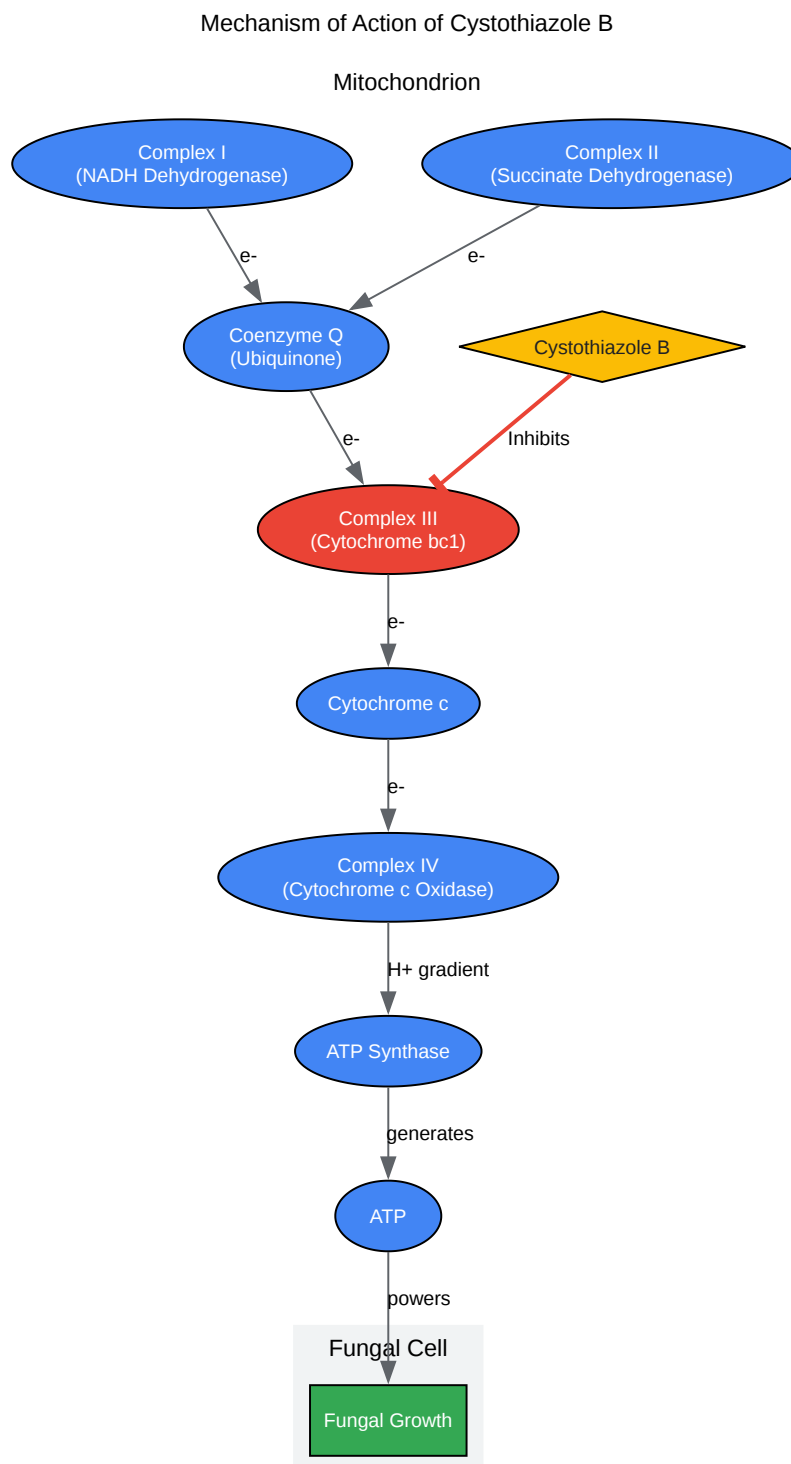 Mechanism of Action of Cystothiazole B
Mitochondrion
Complex I
(NADH Dehydrogenase)
Complex II
(Succinate Dehydrogenase)
e-
e-
Coenzyme Q
(Ubiquinone)
Cystothiazole B
e-
Inhibits
Complex III
(Cytochrome bc1)
e-
Cytochrome c
e-
Complex IV
(Cytochrome c Oxidase)
H+ gradient
ATP Synthase
generates
ATP
powers
Fungal Cell
Fungal Growth